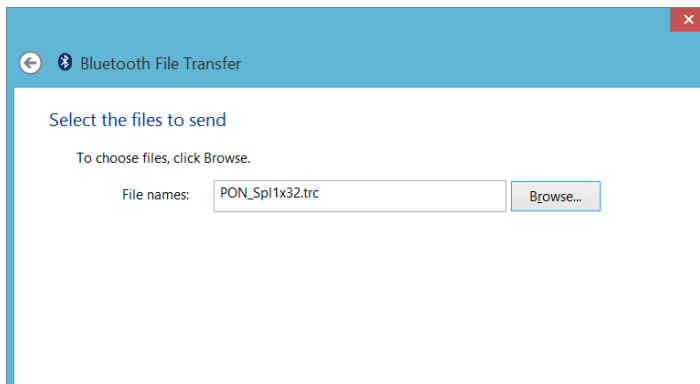 Bluetooth File Transfer
Select the files to send
To choose files, click Browse.
File names: PON_Spl1x32.trc Browse...